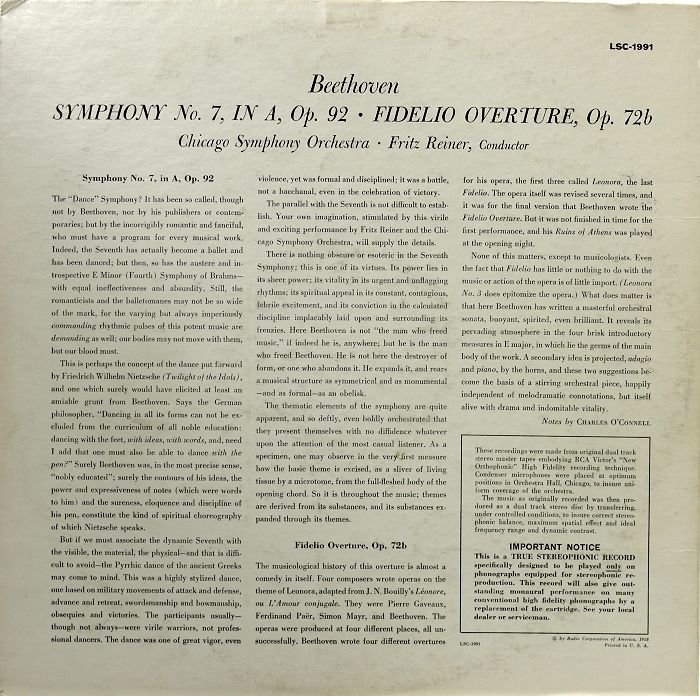 LSC-1991
Beethoven
SYMPHONY No. 7, IN A, Op. 92 · FIDELIO OVERTURE, Op. 72b
Chicago Symphony Orchestra · Fritz Reiner, Conductor
Symphony No. 7, in A, Op. 92
The “Dance” Symphony? It has been so called, though
not by Beethoven, nor by his publishers or contem-
poraries; but by the incorrigibly romantic and fanciful,
who must have a program for every musical work.
Indeed, the Seventh has actually become a ballet and
has been danced; but then, so has the austere and in-
trospective E Minor (Fourth) Symphony of Brahms—
with equal ineffectiveness and absurdity. Still, the
romanticists and the balletomanes may not be so wide
of the mark, for the varying but always imperiously
commanding rhythmic pulses of this potent music are
demanding as well; our bodies may not move with them,
but our blood must.
This is perhaps the concept of the dance put forward
by Friedrich Wilhelm Nietzsche (Twilight of the Idols),
and one which surely would have elicited at least an
amiable grunt from Beethoven. Says the German
philosopher, “Dancing in all its forms can not be ex-
cluded from the curriculum of all noble education:
dancing with the feet, with ideas, with words, and, need
I add that one must also be able to dance with the
pen?” Surely Beethoven was, in the most precise sense,
“nobly educated”; surely the contours of his ideas, the
power and expressiveness of notes (which were words
to him) and the sureness, eloquence and discipline of
his pen, constitute the kind of spiritual choreography
of which Nietzsche speaks.
But if we must associate the dynamic Seventh with
the visible, the material, the physical—and that is diffi-
cult to avoid—the Pyrrhic dance of the ancient Greeks
may come to mind. This was a highly stylized dance,
one based on military movements of attack and defense,
advance and retreat, swordsmanship and bowmanship,
obsequies and victories. The participants usually—
though not always—were virile warriors, not profes-
sional dancers. The dance was one of great vigor, even
violence, yet was formal and disciplined; it was a battle,
not a bacchanal, even in the celebration of victory.
The parallel with the Seventh is not difficult to estab-
lish. Your own imagination, stimulated by this virile
and exciting performance by Fritz Reiner and the Chi-
cago Symphony Orchestra, will supply the details.
There is nothing obscure or esoteric in the Seventh
Symphony; this is one of its virtues. Its power lies in
its sheer power; its vitality in its urgent and unflagging
rhythms; its spiritual appeal in its constant, contagious,
febrile excitement, and its conviction in the calculated
discipline implacably laid upon and surrounding its
frenzies. Here Beethoven is not “the man who freed
music,” if indeed he is, anywhere; but he is the man
who freed Beethoven. He is not here the destroyer of
form, or one who abandons it. He expands it, and rears
a musical structure as symmetrical and as monumental
—and as formal—as an obelisk.
The thematic elements of the symphony are quite
apparent, and so deftly, even boldly orchestrated that
they present themselves with no diffidence whatever
upon the attention of the most casual listener. As a
specimen, one may observe in the very first measure
how the basic theme is excised, as a sliver of living
tissue by a microtome, from the full-fleshed body of the
opening chord. So it is throughout the music; themes
are derived from its substances, and its substances ex-
panded through its themes.
Fidelio Overture, Op. 72b
The musicological history of this overture is almost a
comedy in itself. Four composers wrote operas on the
theme of Leonora, adapted from J. N. Bouilly’s Léonore,
ou L’Amour conjugale. They were Pierre Gaveaux,
Ferdinand Paër, Simon Mayr, and Beethoven. The
operas were produced at four different places, all un-
successfully. Beethoven wrote four different overtures
for his opera, the first three called Leonora, the last
Fidelio. The opera itself was revised several times, and
it was for the final version that Beethoven wrote the
Fidelio Overture. But it was not finished in time for the
first performance, and his Ruins of Athens was played
at the opening night.
None of this matters, except to musicologists. Even
the fact that Fidelio has little or nothing to do with the
music or action of the opera is of little import. (Leonora
No. 3 does epitomize the opera.) What does matter is
that here Beethoven has written a masterful orchestral
sonata, buoyant, spirited, even brilliant. It reveals its
pervading atmosphere in the four brisk introductory
measures in E major, in which lie the germs of the main
body of the work. A secondary idea is projected, adagio
and piano, by the horns, and these two suggestions be-
come the basis of a stirring orchestral piece, happily
independent of melodramatic connotations, but itself
alive with drama and indomitable vitality.
Notes by CHARLES O’CONNELL
These recordings were made from original dual track
stereo master tapes embodying RCA Victor’s “New
Orthophonic” High Fidelity recording technique.
Condenser microphones were placed at optimum
positions in Orchestra Hall, Chicago, to insure uni-
form coverage of the orchestra.
The music as originally recorded was then pro-
duced as a dual track stereo disc by transferring,
under controlled conditions, to insure correct stereo-
phonic balance, maximum spatial effect and ideal
frequency range and dynamic contrast.
IMPORTANT NOTICE
This is a TRUE STEREOPHONIC RECORD
specifically designed to be played only on
phonographs equipped for stereophonic re-
production. This record will also give out-
standing monaural performance on many
conventional high fidelity phonographs by a
replacement of the cartridge. See your local
dealer or serviceman.
LSC-1991
© by Radio Corporation of America, 1958
Printed in U. S. A.